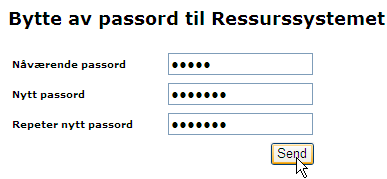 Bytte av passord til Ressurssystemet
Nåværende passord ●●●●●
Nytt passord ●●●●●●●
Repeter nytt passord ●●●●●●●
Send